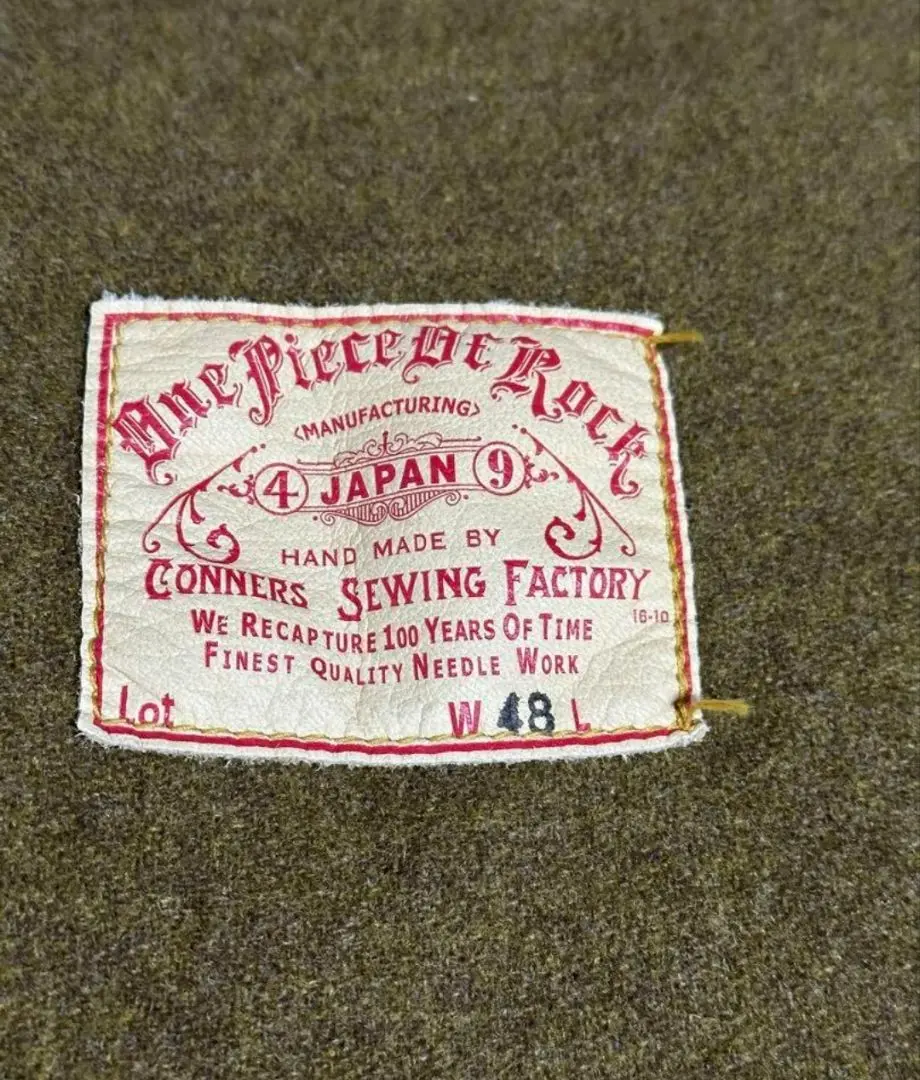 One Piece Of Rock
<MANUFACTURING>
4 JAPAN 9
HAND MADE BY
CONNERS SEWING FACTORY
16-10
WE RECAPTURE 100 YEARS OF TIME
FINEST QUALITY NEEDLE WORK
Lot W 48 L